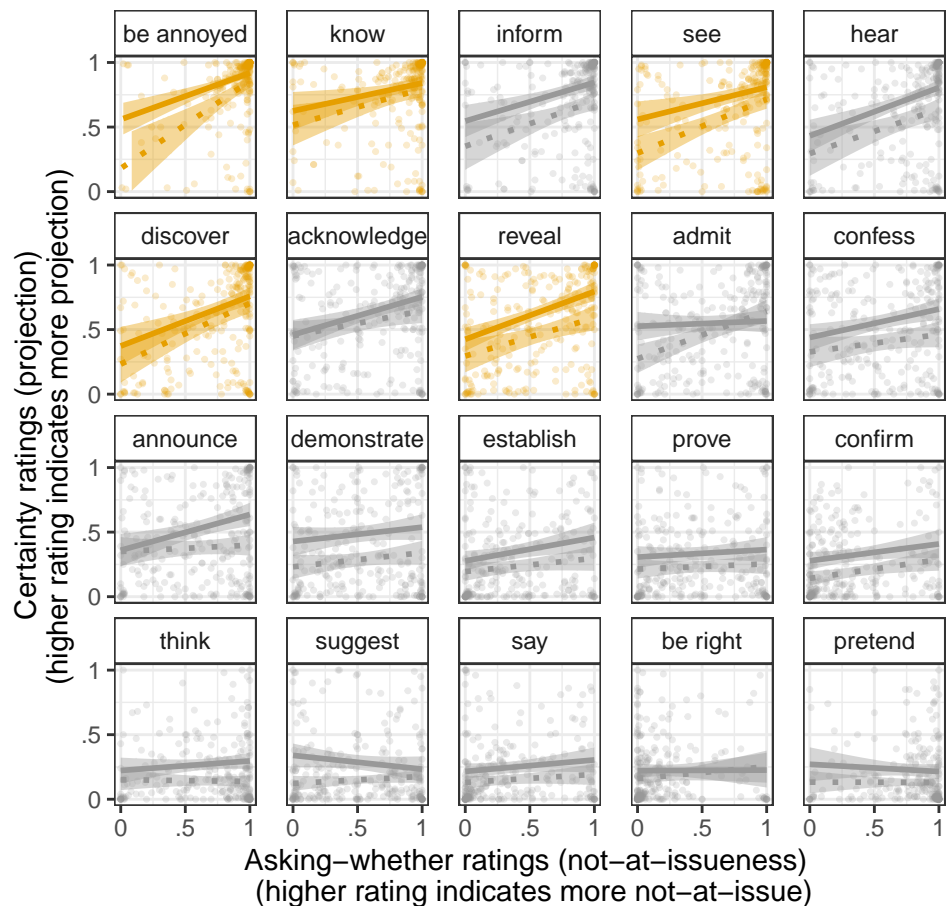 be annoyed know inform see hear
1
.5
0
discover acknowledge reveal admit confess
1
.5
0
announce demonstrate establish prove confirm
1
.5
0
think suggest say be right pretend
1
.5
0
0 .5 1 0 .5 1 0 .5 1 0 .5 1 0 .5 1
Certainty ratings (projection)
(higher rating indicates more projection)
Asking−whether ratings (not−at−issueness)
(higher rating indicates more not−at−issue)